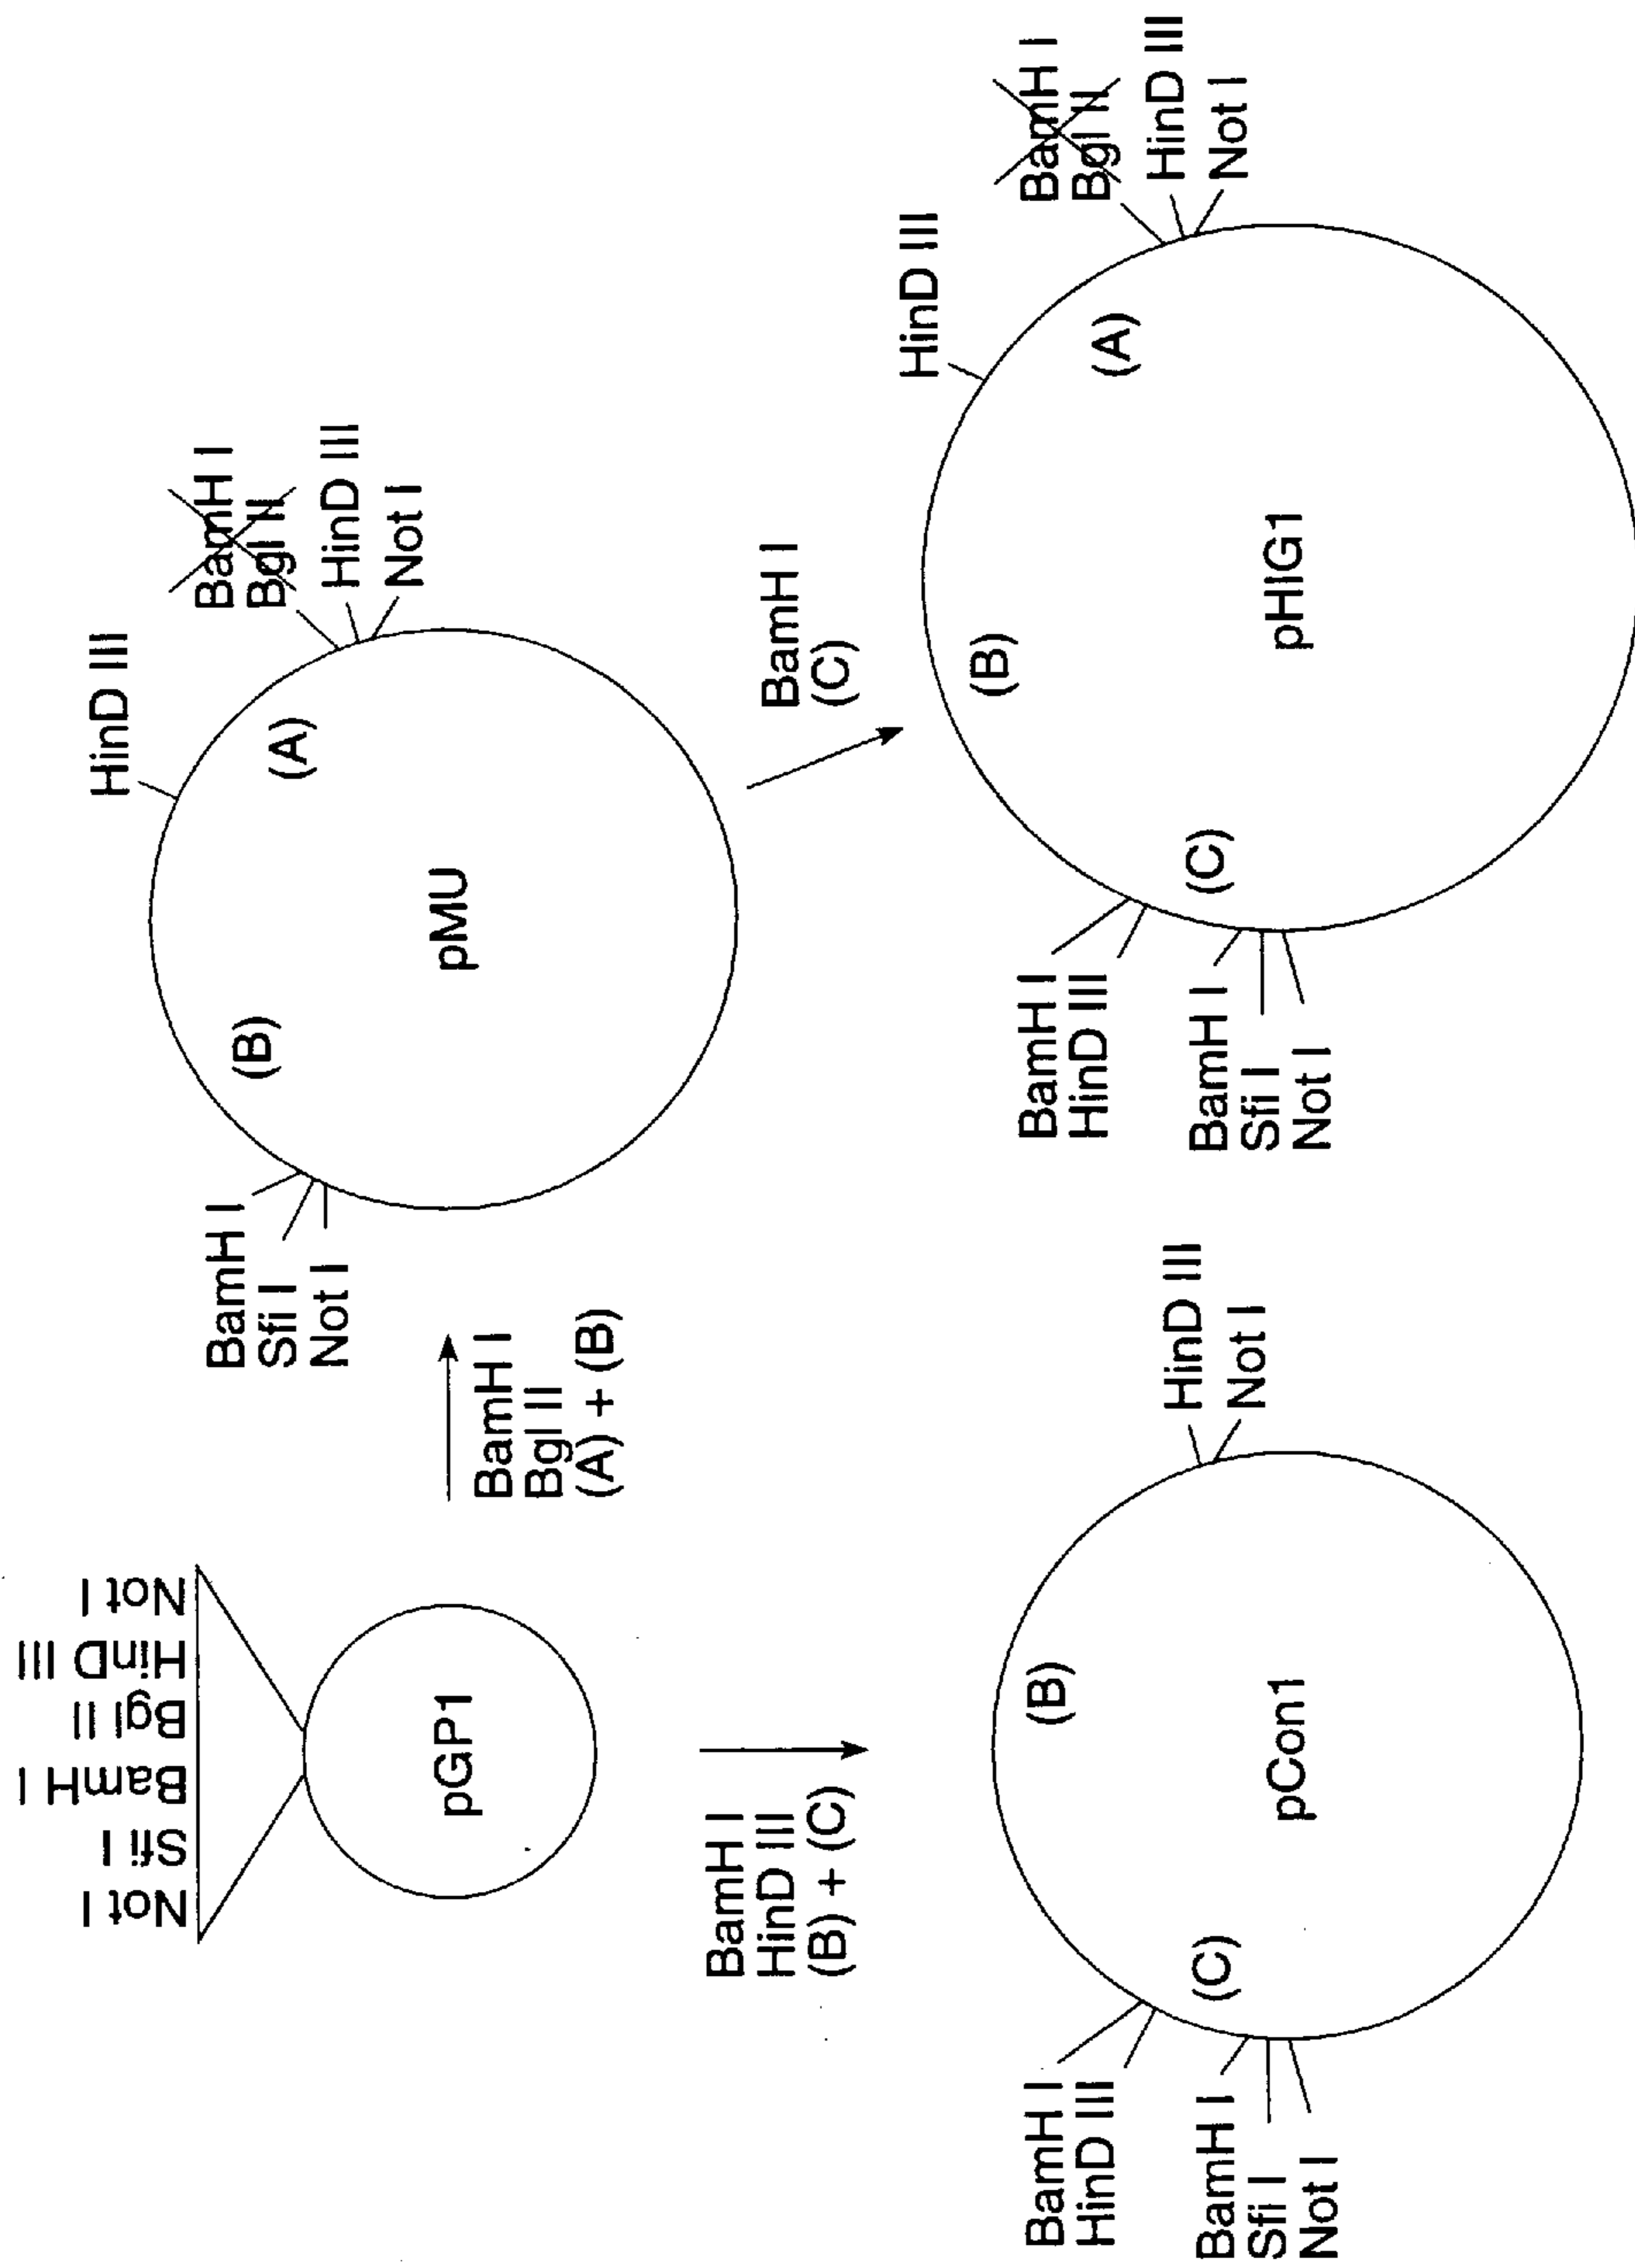 Not I
Sfi I
BamH I
Bgl II
HinD III
Not I
pGP1
BamH I
Bgl II
(A) + (B)
HinD III
BamH I
Bgl II
HinD III
Not I
(A)
(B)
pMU
BamH I
Sfi I
Not I
BamH I
HinD III
(B) + (C)
BamH I
(C)
BamH I
HinD III
BamH I
Sfi I
Not I
(C)
(B)
pCon1
HinD III
Not I
BamH I
HinD III
BamH I
Sfi I
Not I
(C)
(B)
(A)
pHIG1
HinD III
BamH I
Bgl II
HinD III
Not I